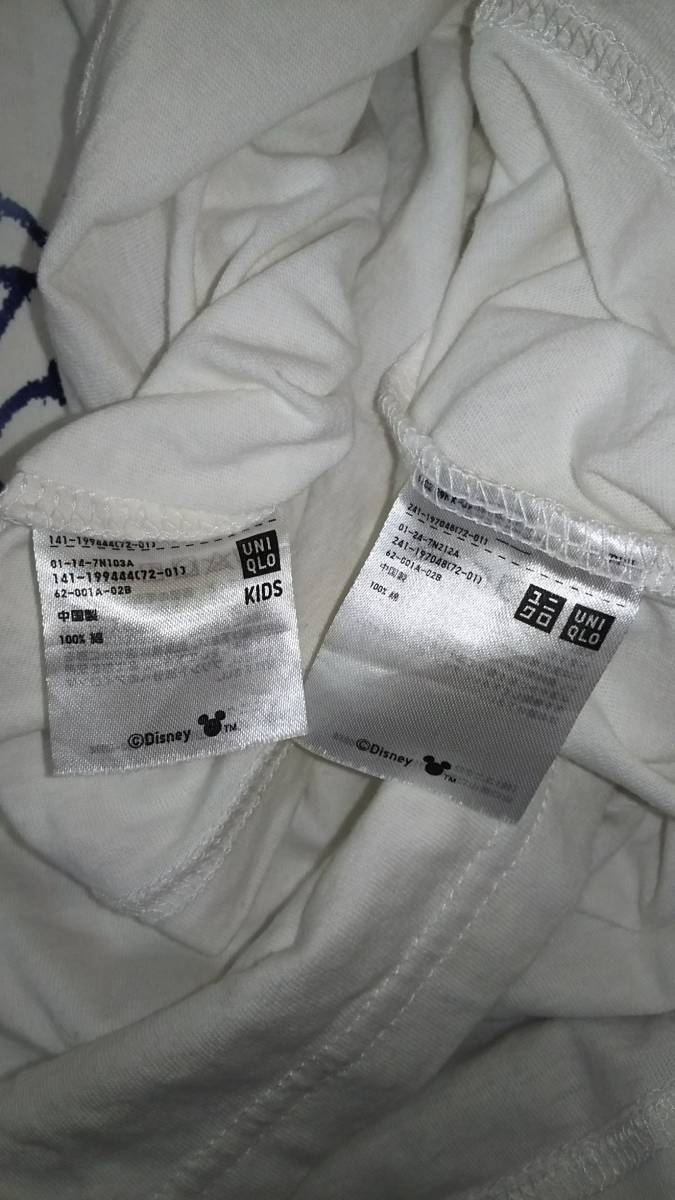 141-199444(72-01)
01-14-7N103A
141-199444(72-01)
62-001A-02B
中国製
100% 綿
UNI
QLO
KIDS
©Disney
TM
241-197048(72-01)
01-24-7N212A
241-197048(72-01)
62-001A-02B
中国製
100% 綿
ユニ
クロ
UNI
QLO
©Disney
TM